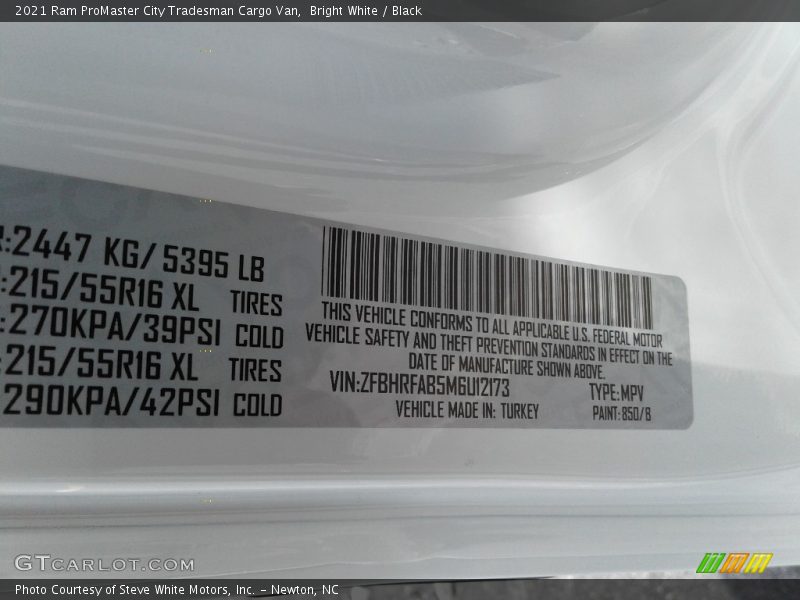 2021 Ram ProMaster City Tradesman Cargo Van,  Bright White / Black
:2447 KG/ 5395 LB
:215/55R16 XL TIRES
:270KPA/39PSI COLD
:215/55R16 XL TIRES
290KPA/42PSI COLD
THIS VEHICLE CONFORMS TO ALL APPLICABLE U.S. FEDERAL MOTOR
VEHICLE SAFETY AND THEFT PREVENTION STANDARDS IN EFFECT ON THE
DATE OF MANUFACTURE SHOWN ABOVE.
VIN:ZFBHRFAB5M6U12173 TYPE:MPV
VEHICLE MADE IN: TURKEY PAINT: 850/B
GTCARLOT.COM
Photo Courtesy of Steve White Motors, Inc. – Newton, NC